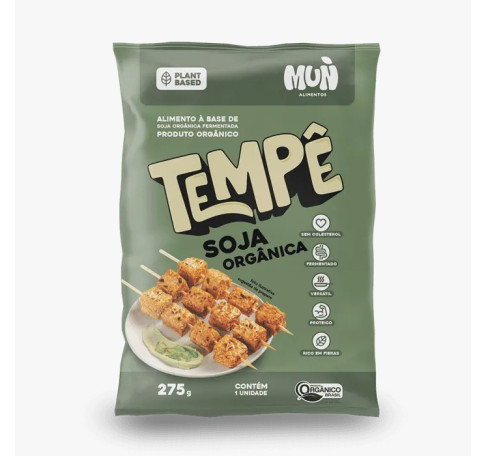 PLANT
BASED
MUǸ
ALIMENTOS
ALIMENTO À BASE DE
SOJA ORGÂNICA FERMENTADA
PRODUTO ORGÂNICO
TEMPÊ
SOJA
ORGÂNICA
SEM COLESTEROL
FERMENTADO
VERSÁTIL
PROTEICO
RICO EM FIBRAS
275g
CONTÉM
1 UNIDADE
ORGÂNICO
BRASIL